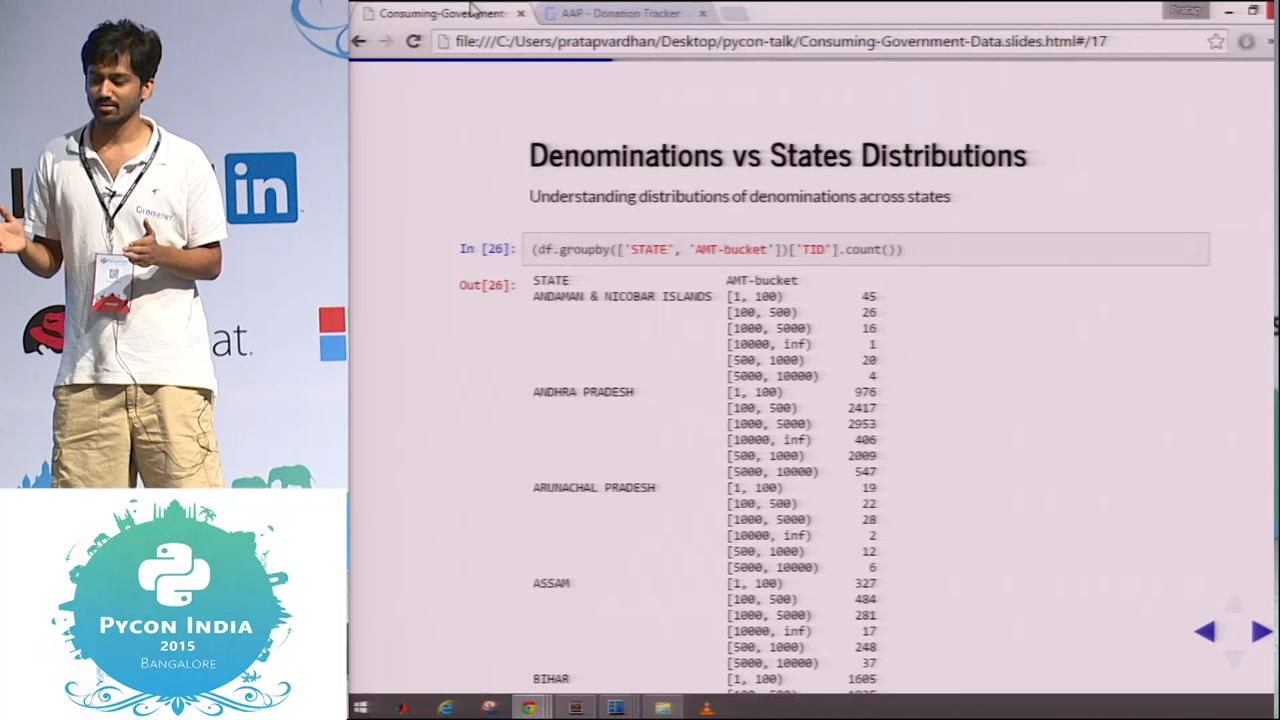 Consuming-Government-
AAP - Donation Tracker
Pratap
file:///C:/Users/pratapvardhan/Desktop/pycon-talk/Consuming-Government-Data.slides.html#/17
Denominations vs States Distributions
Understanding distributions of denominations across states
In [26]: (df.groupby(['STATE', 'AMT-bucket'])['TID'].count())
Out[26]: STATE AMT-bucket
ANDAMAN & NICOBAR ISLANDS [1, 100) 45
[100, 500) 26
[1000, 5000) 16
[10000, inf) 1
[500, 1000) 20
[5000, 10000) 4
ANDHRA PRADESH [1, 100) 976
[100, 500) 2417
[1000, 5000) 2953
[10000, inf) 406
[500, 1000) 2009
[5000, 10000) 547
ARUNACHAL PRADESH [1, 100) 19
[100, 500) 22
[1000, 5000) 28
[10000, inf) 2
[500, 1000) 12
[5000, 10000) 6
ASSAM [1, 100) 327
[100, 500) 484
[1000, 5000) 281
[10000, inf) 17
[500, 1000) 248
[5000, 10000) 37
BIHAR [1, 100) 1605
in
Gramener
at.
PYCON INDIA
2015
BANGALORE